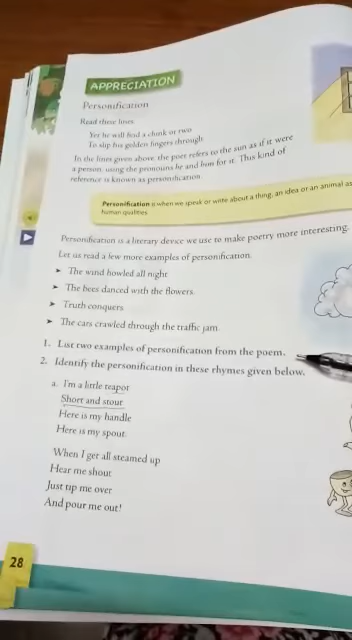 APPRECIATION
Personification
Read these lines
Yet he will find a chink or two
To slip his golden fingers through
In the lines given above, the poet refers to the sun as if it were
a person, using the pronouns he and him for it. This kind of
reference is known as personification.
Personification is when we speak or write about a thing, an idea or an animal as
human qualities.
Personification is a literary device we use to make poetry more interesting.
Let us read a few more examples of personification.
➤ The wind howled all night
➤ The bees danced with the flowers
➤ Truth conquers
➤ The cars crawled through the traffic jam.
1. List two examples of personification from the poem.
2. Identify the personification in these rhymes given below.
a. I'm a little teapot
Short and stout
Here is my handle
Here is my spout.
When I get all steamed up
Hear me shout
Just tip me over
And pour me out!
28